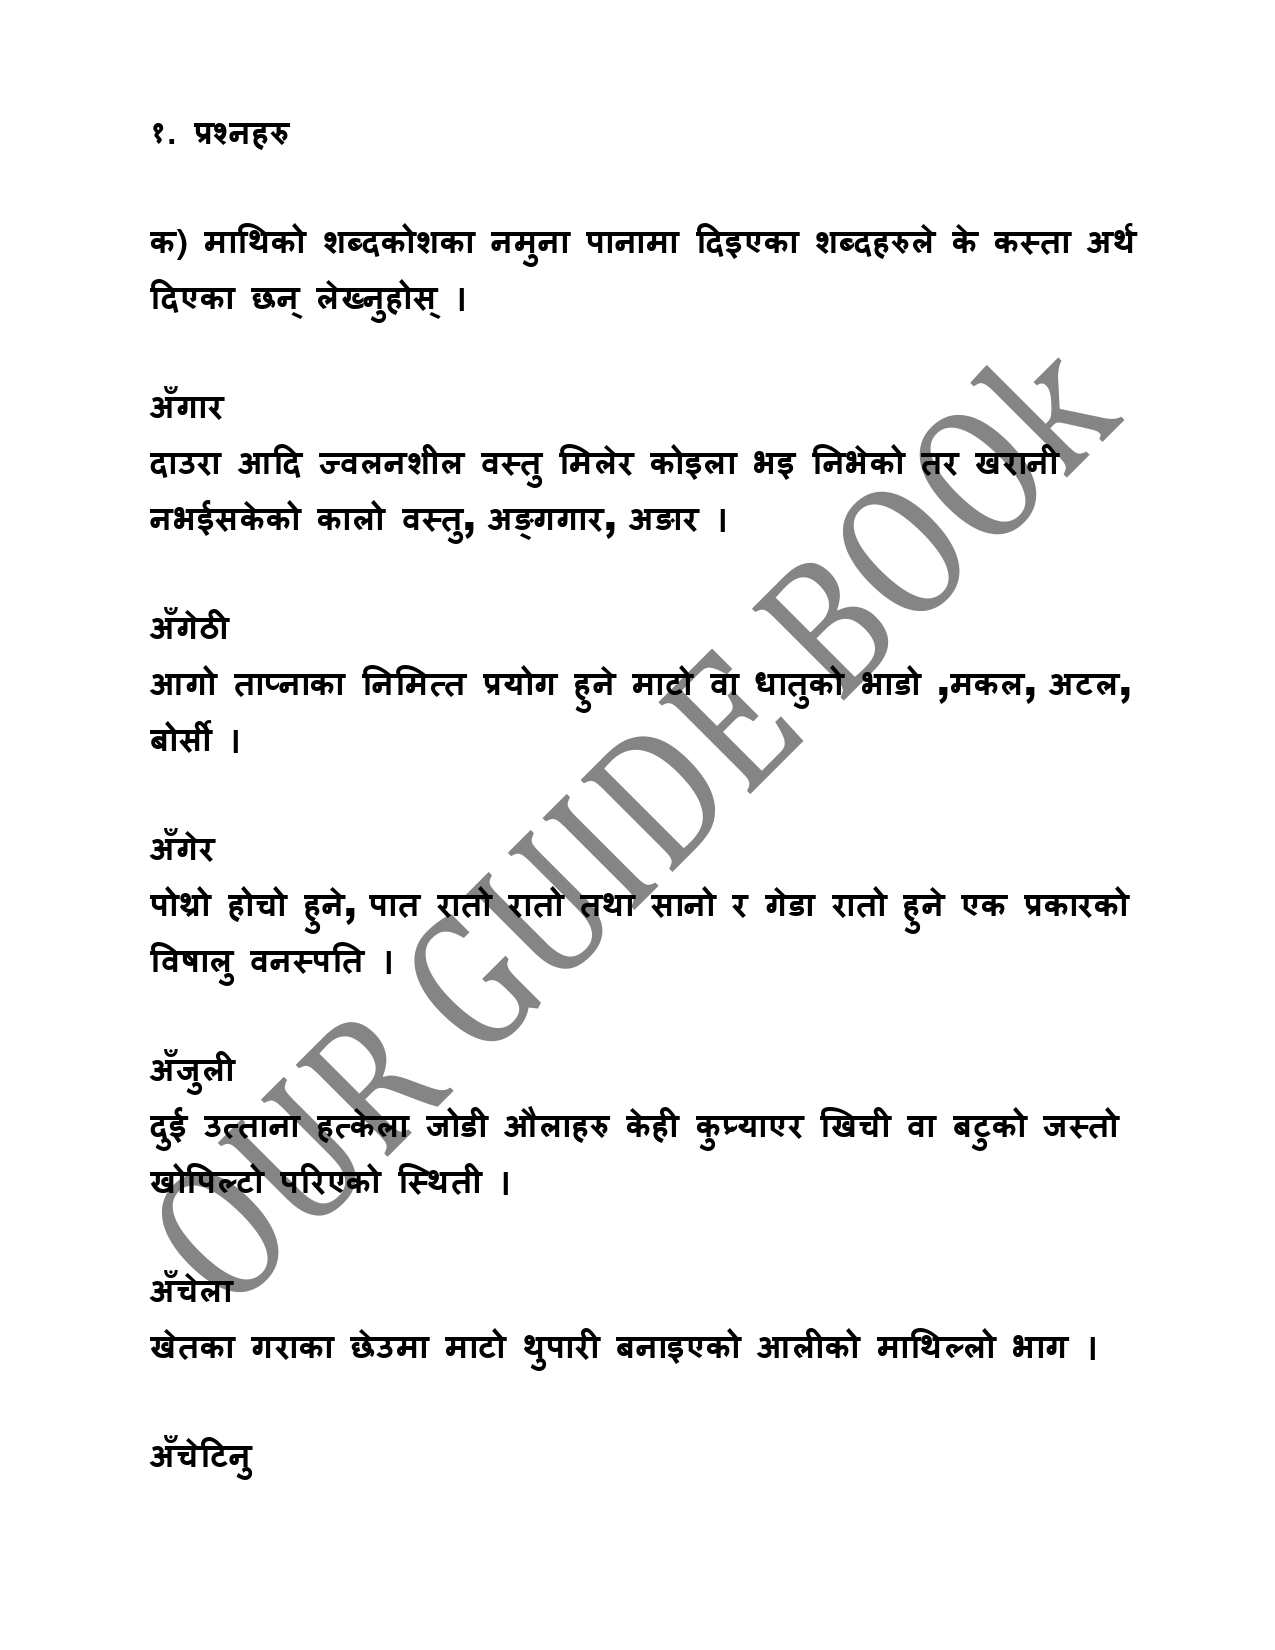 १. प्रश्नहरु
क) माथिको शब्दकोशका नमुना पानामा दिइएका शब्दहरुले के कस्ता अर्थ
दिएका छन् लेख्नुहोस् ।
अँगार
दाउरा आदि ज्वलनशील वस्तु मिलेर कोइला भइ निभेको तर खरानी
नभईसकेको कालो वस्तु, अङ्गगार, अङार ।
अँगेठी
आगो ताप्नाका निमित्त प्रयोग हुने माटो वा धातुको भाडो ,मकल, अटल,
बोर्सी ।
अँगेर
पोथ्रो होचो हुने, पात रातो रातो तथा सानो र गेडा रातो हुने एक प्रकारको
विषालु वनस्पति ।
अँजुली
दुई उत्ताना हत्केला जोडी औलाहरु केही कुप्र्याएर खिची वा बटुको जस्तो
खोपिल्टो परिएको स्थिती ।
अँचेला
खेतका गराका छेउमा माटो थुपारी बनाइएको आलीको माथिल्लो भाग ।
अँचेटिनु
OUR GUIDE BOOk